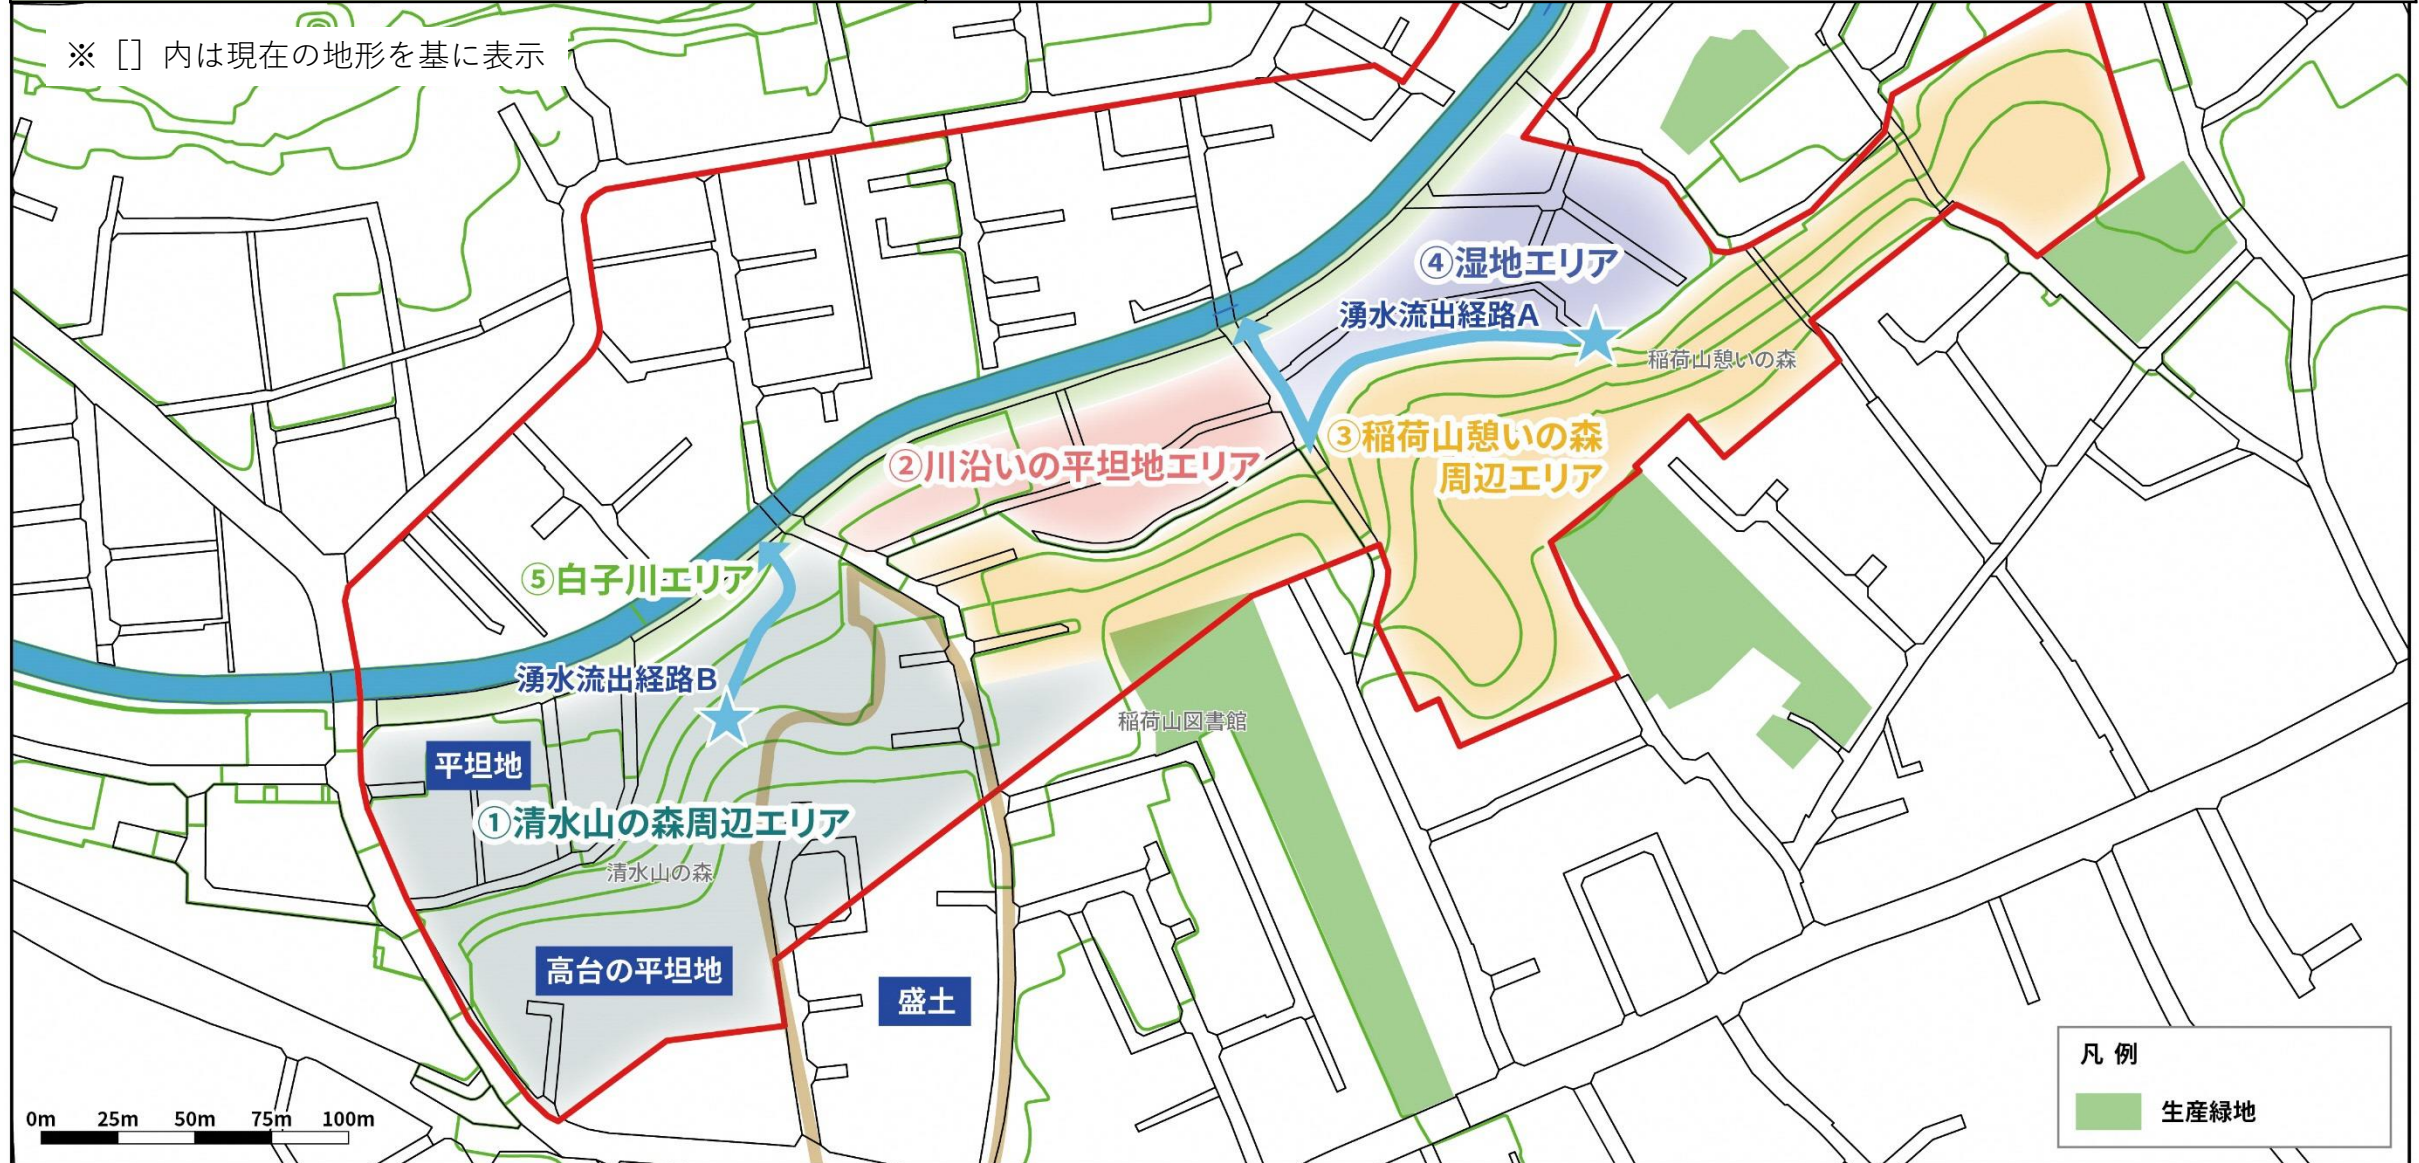 ※ [] 内は現在の地形を基に表示
④湿地エリア
湧水流出経路A
稲荷山憩いの森
③稲荷山憩いの森
周辺エリア
②川沿いの平坦地エリア
⑤白子川エリア
湧水流出経路B
稲荷山図書館
平坦地
①清水山の森周辺エリア
清水山の森
高台の平坦地
盛土
凡 例
生産緑地
0m 25m 50m 75m 100m